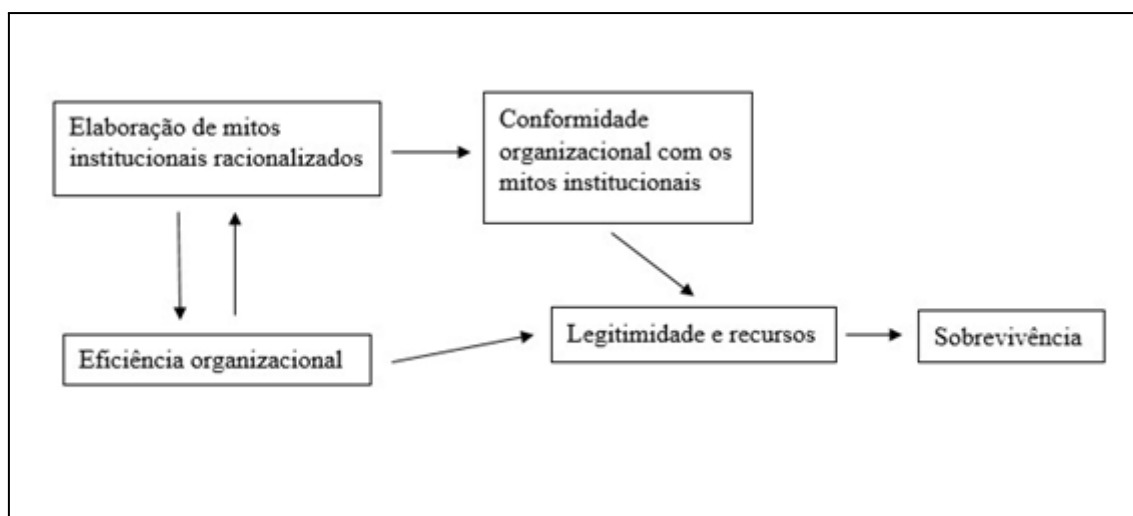 Elaboração de mitos
institucionais racionalizados
Conformidade
organizacional com os
mitos institucionais
Eficiência organizacional
Legitimidade e recursos
Sobrevivência